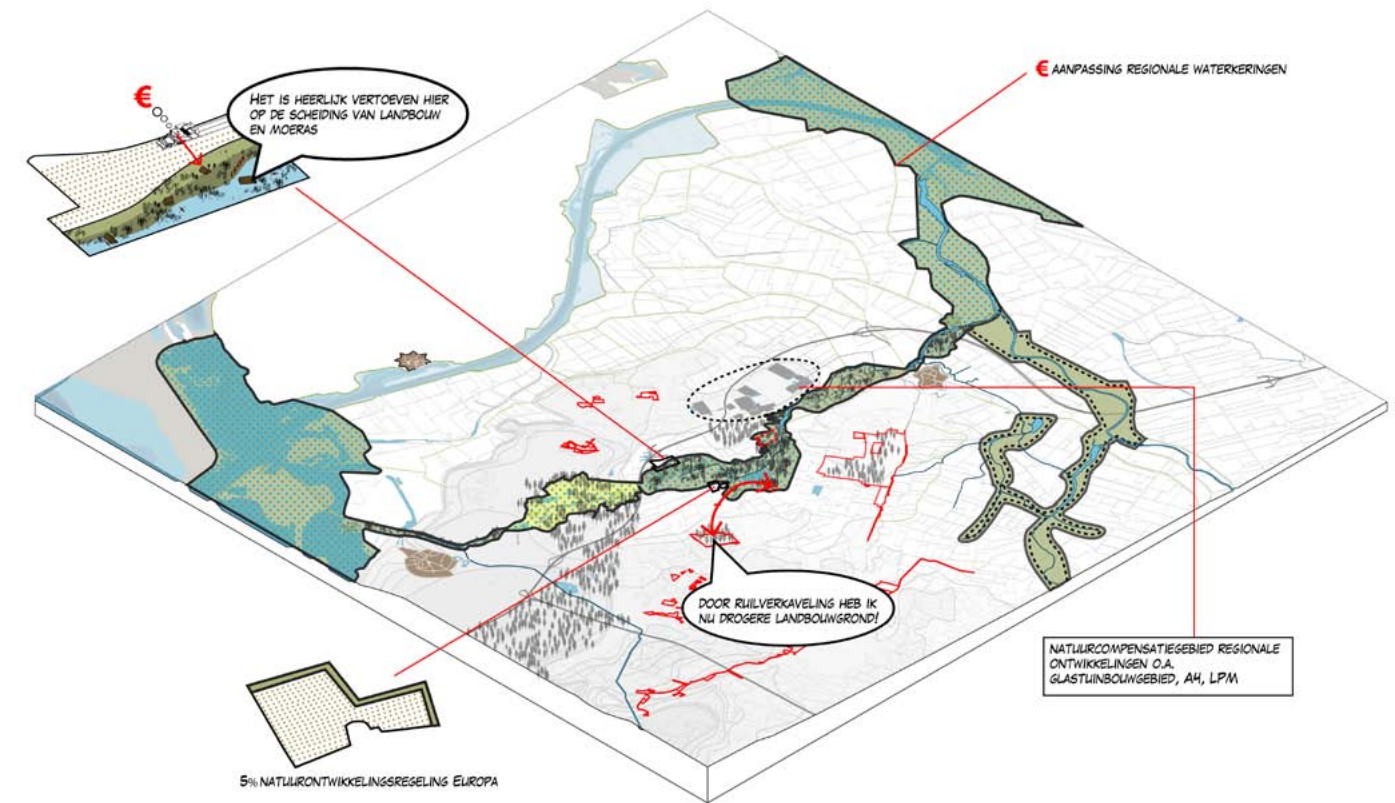 € AANPASSING REGIONALE WATERKERINGEN
€
HET IS HEERLIJK VERTOEVEN HIER
OP DE SCHEIDING VAN LANDBOUW
EN MOERAS
DOOR RUILVERKAVELING HEB IK
NU DROGERE LANDBOUWGROND!
NATUURCOMPENSATIEGEBIED REGIONALE
ONTWIKKELINGEN O.A.
GLASTUINBOUWGEBIED, A4, LPM
5% NATUURONTWIKKELINGSREGELING EUROPA